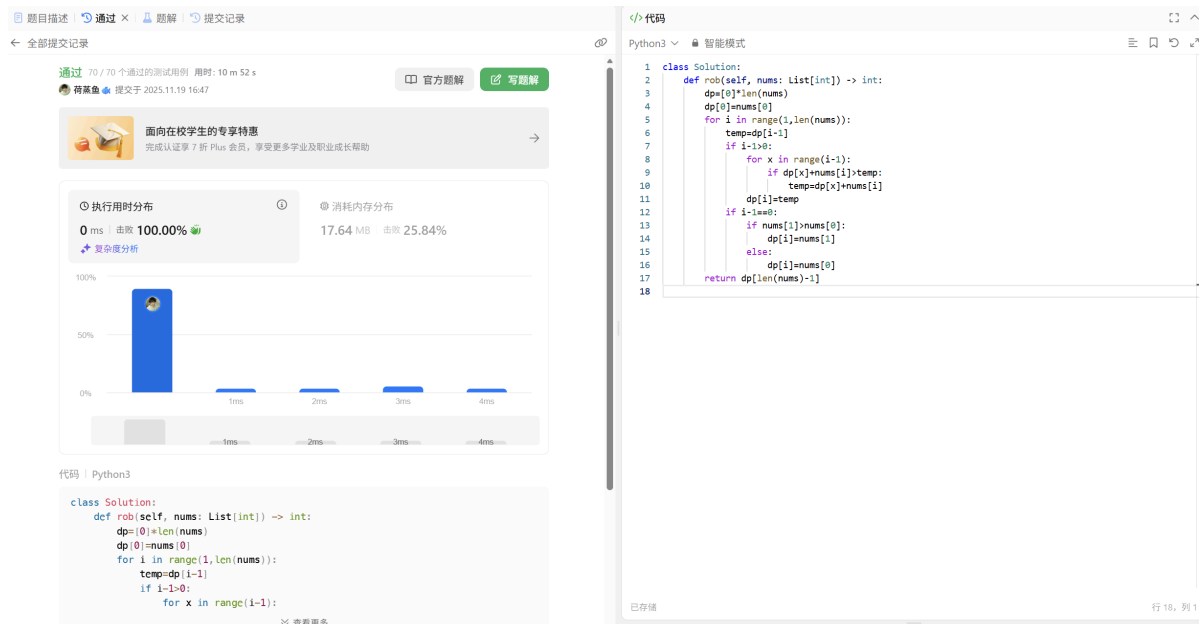 题目描述 通过 题解 提交记录
全部提交记录
通过 70 / 70 个通过的测试用例 用时: 10 m 52 s
荷蒸鱼 提交于 2025.11.19 16:47
官方题解
写题解
面向在校学生的专享特惠
完成认证享 7 折 Plus 会员，享受更多学业及职业成长帮助
执行用时分布
0 ms 击败 100.00%
复杂度分析
消耗内存分布
17.64 MB 击败 25.84%
100%
50%
0%
1ms 2ms 3ms 4ms
1ms 2ms 3ms 4ms
代码 Python3
class Solution:
    def rob(self, nums: List[int]) -> int:
        dp=[0]*len(nums)
        dp[0]=nums[0]
        for i in range(1,len(nums)):
            temp=dp[i-1]
            if i-1>0:
                for x in range(i-1):
查看更多
</> 代码
Python3 智能模式
1 class Solution:
2     def rob(self, nums: List[int]) -> int:
3         dp=[0]*len(nums)
4         dp[0]=nums[0]
5         for i in range(1,len(nums)):
6             temp=dp[i-1]
7             if i-1>0:
8                 for x in range(i-1):
9                     if dp[x]+nums[i]>temp:
10                         temp=dp[x]+nums[i]
11                 dp[i]=temp
12             if i-1==0:
13                 if nums[1]>nums[0]:
14                     dp[i]=nums[1]
15                 else:
16                     dp[i]=nums[0]
17         return dp[len(nums)-1]
18
已存储
行 18, 列 1